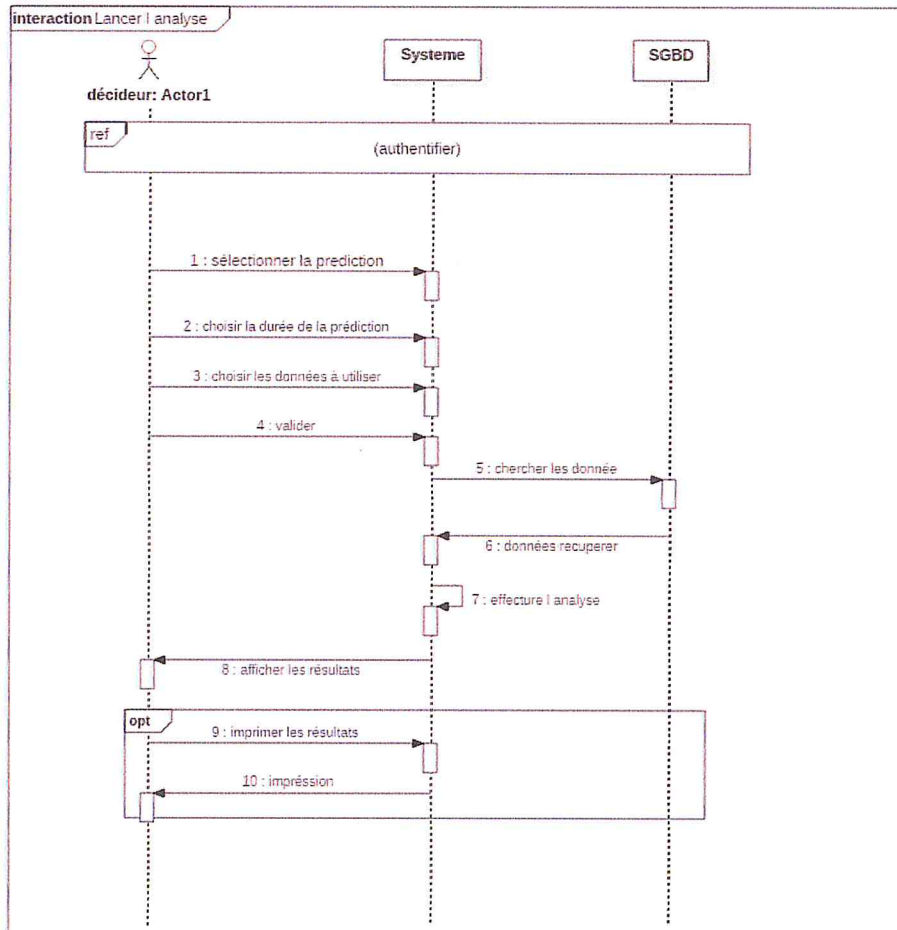 interaction Lancer l analyse
Systeme
SGBD
décideur: Actor1
ref
(authentifier)
1 : sélectionner la prediction
2 : choisir la durée de la prédiction
3 : choisir les données à utiliser
4 : valider
5 : chercher les donnée
6 : données recuperer
7 : effecture l analyse
8 : afficher les résultats
opt
9 : imprimer les résultats
10 : impréssion